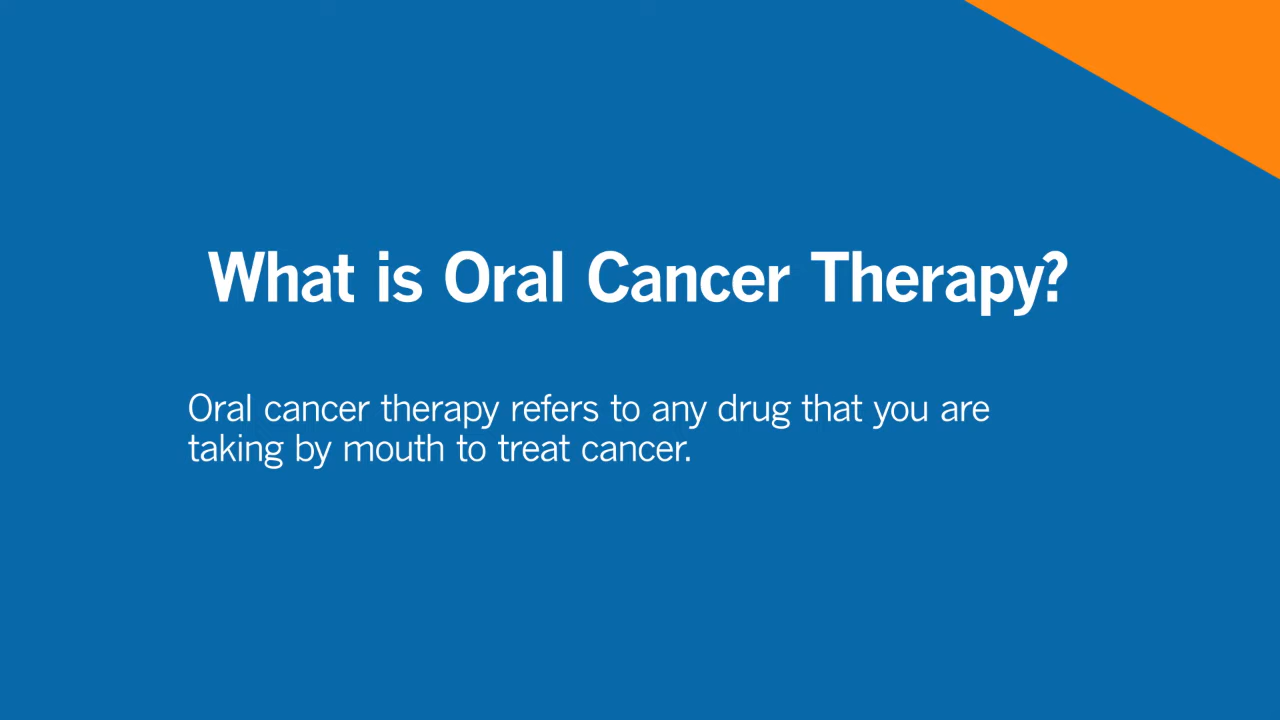 What is Oral Cancer Therapy?
Oral cancer therapy refers to any drug that you are
taking by mouth to treat cancer.